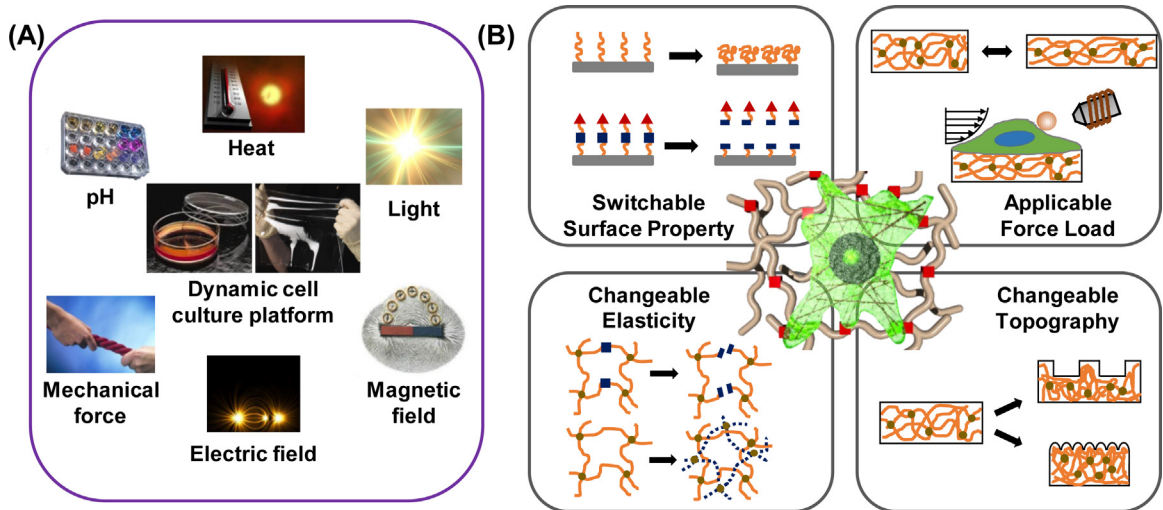 (A)
Heat
pH
Light
Dynamic cell
culture platform
Mechanical
force
Magnetic
field
Electric field
(B)
Switchable
Surface Property
Applicable
Force Load
Changeable
Elasticity
Changeable
Topography